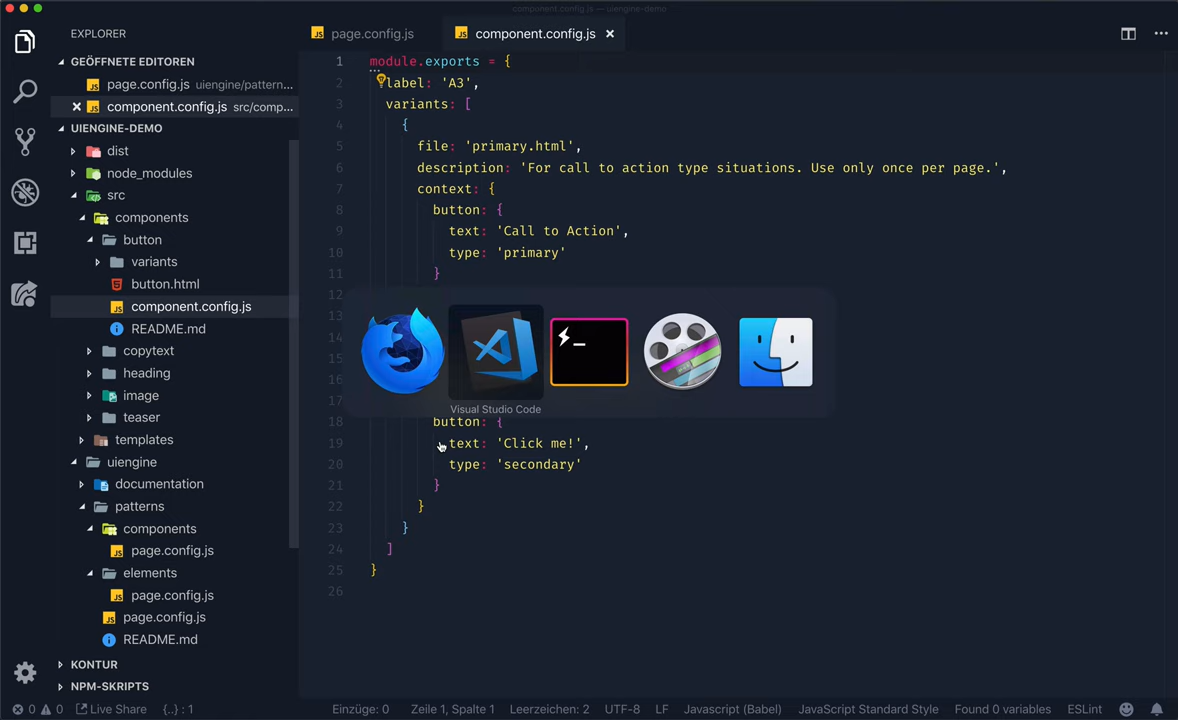 component.config.js — uiengine-demo
EXPLORER
page.config.js
component.config.js
GEÖFFNETE EDITOREN
page.config.js uiengine/pattern...
component.config.js src/comp...
UIENGINE-DEMO
dist
node_modules
src
components
button
variants
button.html
component.config.js
README.md
copytext
heading
image
teaser
templates
uiengine
documentation
patterns
components
page.config.js
elements
page.config.js
page.config.js
README.md
KONTUR
NPM-SKRIPTS
1 module.exports = {
2 label: 'A3',
3 variants: [
4 {
5 file: 'primary.html',
6 description: 'For call to action type situations. Use only once per page.',
7 context: {
8 button: {
9 text: 'Call to Action',
10 type: 'primary'
11 }
12
13
14
15
16
17
Visual Studio Code
18 button: {
19 text: 'Click me!',
20 type: 'secondary'
21 }
22 }
23 }
24 ]
25 }
26
0 0 Live Share {..} : 1 Einzüge: 0 Zeile 1, Spalte 1 Leerzeichen: 2 UTF-8 LF Javascript (Babel) JavaScript Standard Style Found 0 variables ESLint